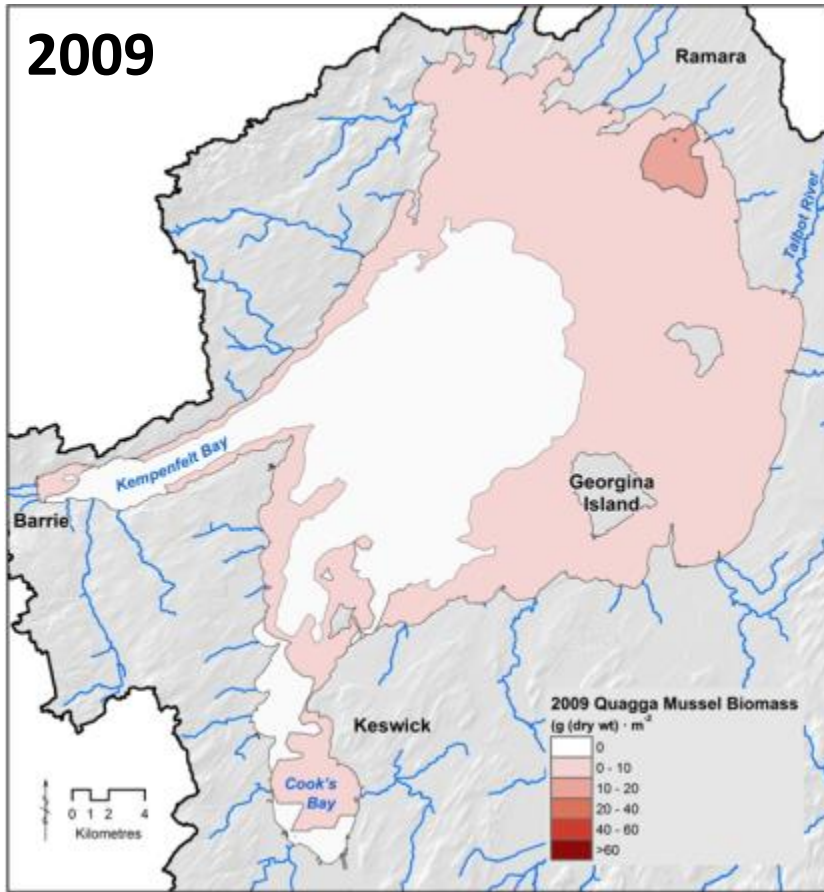 2009
Ramara
Talbot River
Kempenfelt Bay
Georgina
Island
Barrie
Keswick
Cook's
Bay
2009 Quagga Mussel Biomass
(g (dry wt) · m⁻²
0
0 - 10
10 - 20
20 - 40
40 - 60
>60
0 1 2 4
Kilometres